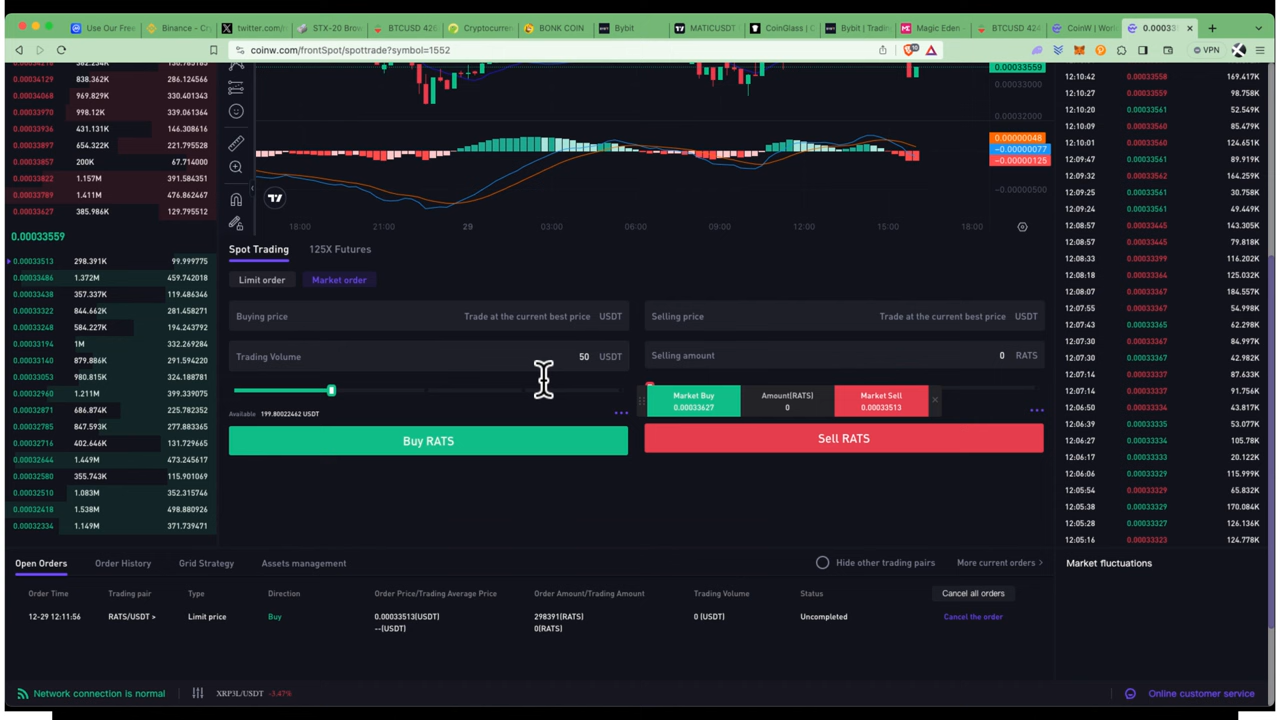 Use Our Free
Binance - Cry
twitter.com/r
STX-20 Brow
BTCUSD 426
Cryptocurren
BONK COIN
Bybit
MATICUSDT
CoinGlass | C
Bybit | Tradin
Magic Eden -
BTCUSD 426
CoinW | World
0.000335
coinw.com/frontSpot/spottrade?symbol=1552
VPN
0.00034129 838.362K 286.124566
0.00034068 969.829K 330.401343
0.00033970 998.12K 339.061364
0.00033936 431.131K 146.308616
0.00033897 654.322K 221.795528
0.00033857 200K 67.714000
0.00033822 1.157M 391.584351
0.00033789 1.411M 476.862467
0.00033627 385.986K 129.795512
0.00033559
0.00033513 298.391K 99.999775
0.00033486 1.372M 459.742018
0.00033438 357.337K 119.486346
0.00033322 844.662K 281.458271
0.00033248 584.227K 194.243792
0.00033194 1M 332.269284
0.00033140 879.886K 291.594220
0.00033053 980.815K 324.188781
0.00032960 1.211M 399.339075
0.00032871 686.874K 225.782352
0.00032785 847.593K 277.883365
0.00032716 402.646K 131.729665
0.00032644 1.449M 473.245617
0.00032580 355.743K 115.901069
0.00032510 1.083M 352.315746
0.00032418 1.538M 498.880926
0.00032334 1.149M 371.739471
0.00033559
0.00033000
0.00032000
0.00000048
−0.00000077
−0.00000125
−0.00000500
18:00 21:00 29 03:00 06:00 09:00 12:00 15:00 18:00
Spot Trading 125X Futures
Limit order Market order
Buying price Trade at the current best price USDT
Selling price Trade at the current best price USDT
Trading Volume 50 USDT
Selling amount 0 RATS
Market Buy
0.00033627
Amount(RATS)
0
Market Sell
0.00033513
Available 199.80022462 USDT
Buy RATS
Sell RATS
12:10:42 0.00033558 169.417K
12:10:27 0.00033559 98.758K
12:10:20 0.00033561 52.549K
12:10:09 0.00033560 85.479K
12:10:01 0.00033560 124.651K
12:09:47 0.00033561 89.919K
12:09:32 0.00033562 164.259K
12:09:25 0.00033561 30.758K
12:09:24 0.00033561 49.449K
12:08:57 0.00033445 143.305K
12:08:57 0.00033445 79.818K
12:08:33 0.00033399 116.202K
12:08:18 0.00033364 125.032K
12:08:07 0.00033367 184.557K
12:07:55 0.00033367 54.998K
12:07:43 0.00033365 62.298K
12:07:30 0.00033364 84.997K
12:07:30 0.00033367 42.982K
12:07:14 0.00033367 87.633K
12:07:14 0.00033367 91.756K
12:06:50 0.00033364 43.817K
12:06:39 0.00033335 53.077K
12:06:27 0.00033334 105.78K
12:06:17 0.00033333 20.122K
12:06:06 0.00033329 115.999K
12:05:54 0.00033329 65.832K
12:05:38 0.00033329 170.084K
12:05:28 0.00033327 126.136K
12:05:16 0.00033323 124.778K
Open Orders Order History Grid Strategy Assets management
Hide other trading pairs More current orders >
Market fluctuations
Order Time Trading pair Type Direction Order Price/Trading Average Price Order Amount/Trading Amount Trading Volume Status Cancel all orders
12-29 12:11:56 RATS/USDT > Limit price Buy 0.00033513(USDT) 298391(RATS) 0 (USDT) Uncompleted Cancel the order
--(USDT) 0(RATS)
Network connection is normal
XRP3L/USDT -3.47%
Online customer service